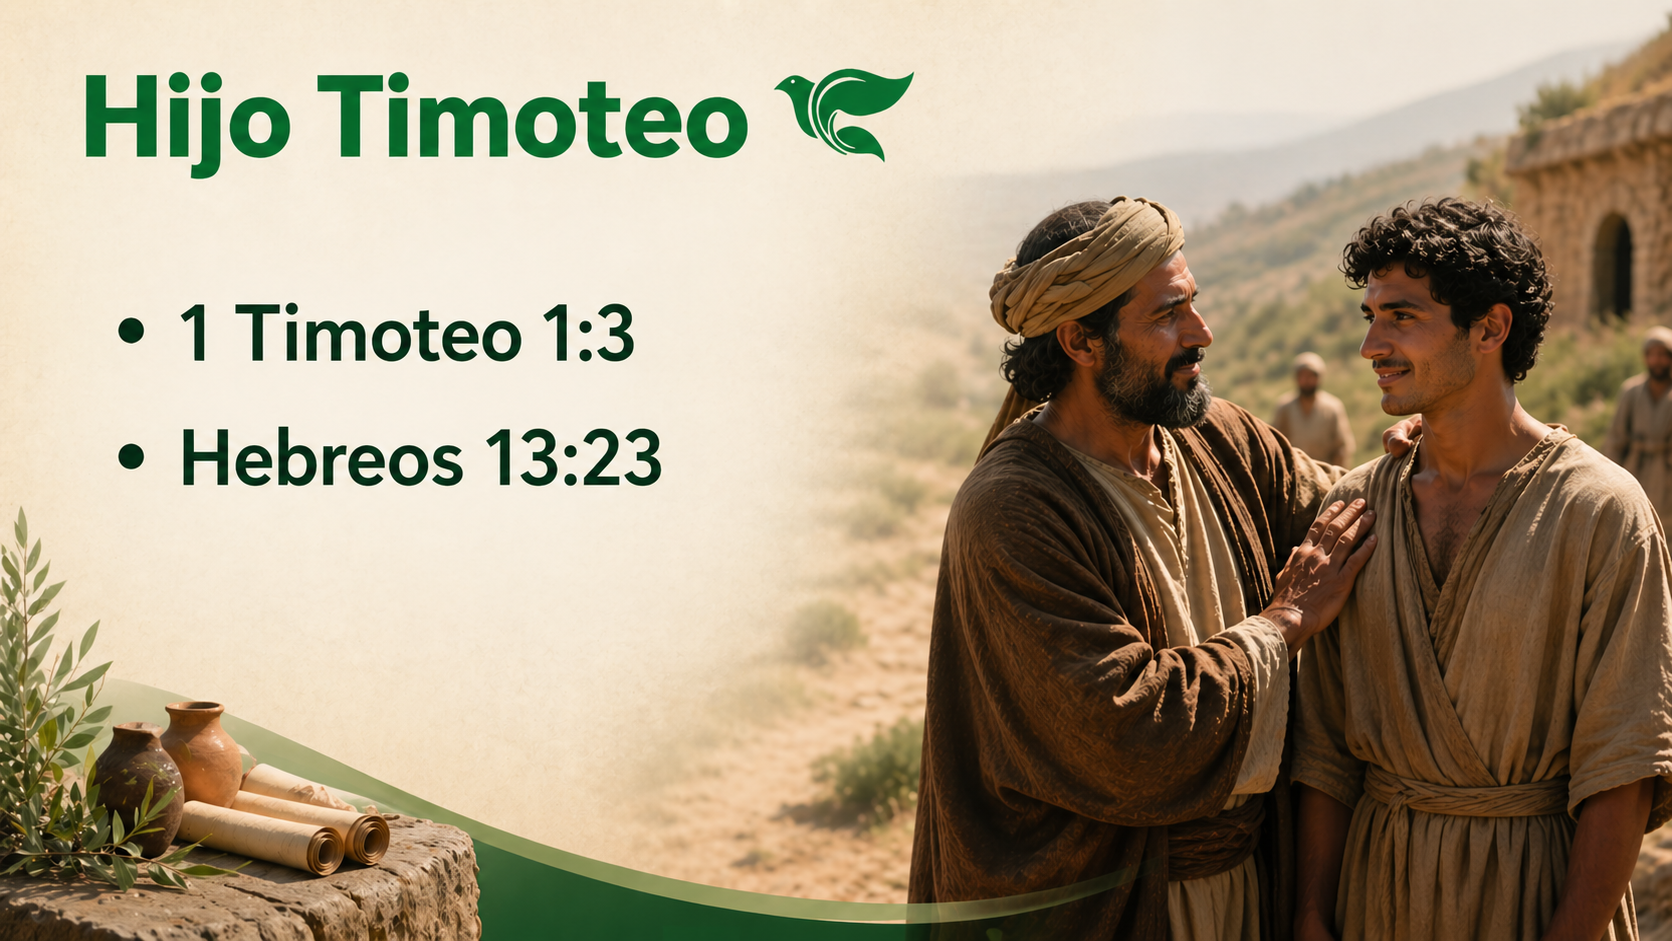 Hijo Timoteo
• 1 Timoteo 1:3
• Hebreos 13:23